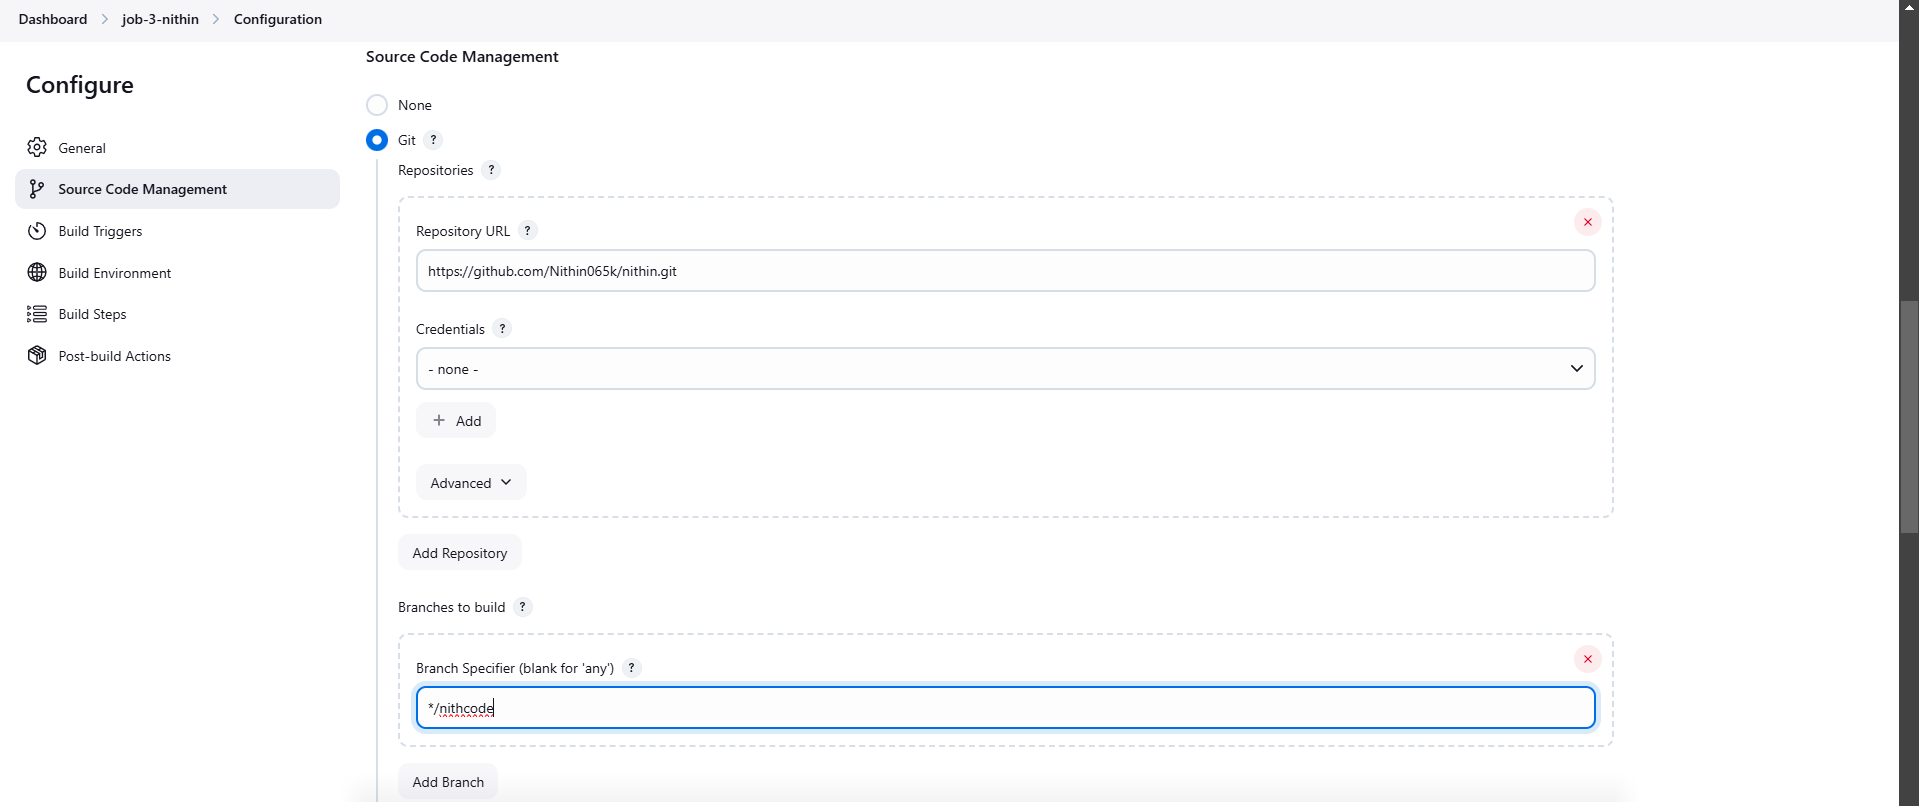 Dashboard > job-3-nithin > Configuration
Configure
General
Source Code Management
Build Triggers
Build Environment
Build Steps
Post-build Actions
Source Code Management
None
Git ?
Repositories ?
Repository URL ?
https://github.com/Nithin065k/nithin.git
Credentials ?
- none -
+ Add
Advanced
Add Repository
Branches to build ?
Branch Specifier (blank for 'any') ?
*/nithcode
Add Branch